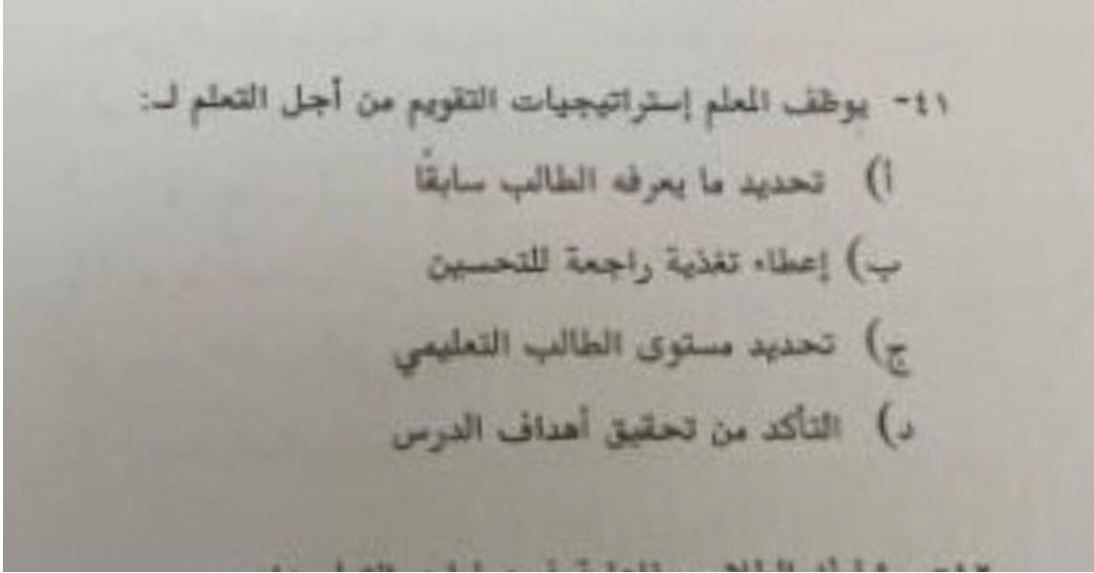 ٤١- يوظف المعلم إستراتيجيات التقويم من أجل التعلم لـ:
أ) تحديد ما يعرفه الطالب سابقًا
ب) إعطاء تغذية راجعة للتحسين
ج) تحديد مستوى الطالب التعليمي
د) التأكد من تحقيق أهداف الدرس